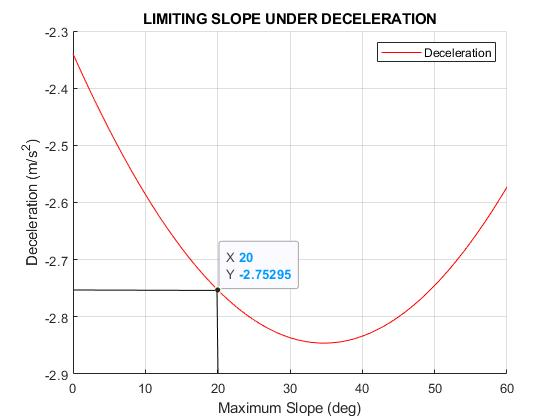 LIMITING SLOPE UNDER DECELERATION
Deceleration
-2.3
-2.4
-2.5
-2.6
-2.7
-2.8
-2.9
Deceleration (m/s²)
X 20
Y -2.75295
0 10 20 30 40 50 60
Maximum Slope (deg)